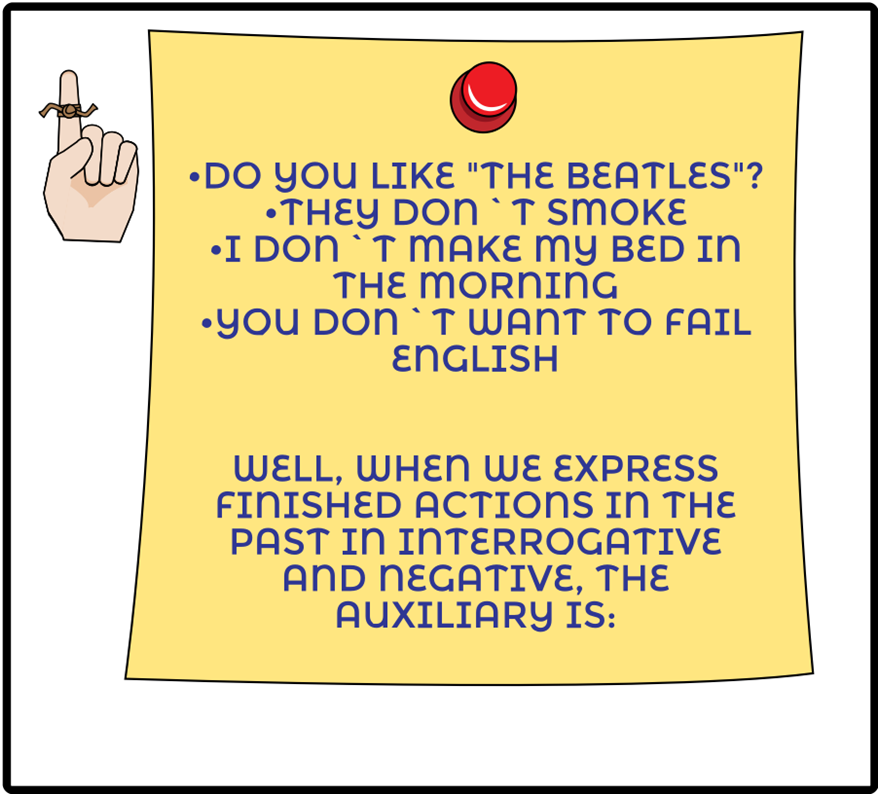 •DO YOU LIKE "THE BEATLES"?
•THEY DON`T SMOKE
•I DON`T MAKE MY BED IN
THE MORNING
•YOU DON`T WANT TO FAIL
ENGLISH
WELL, WHEN WE EXPRESS
FINISHED ACTIONS IN THE
PAST IN INTERROGATIVE
AND NEGATIVE, THE
AUXILIARY IS: